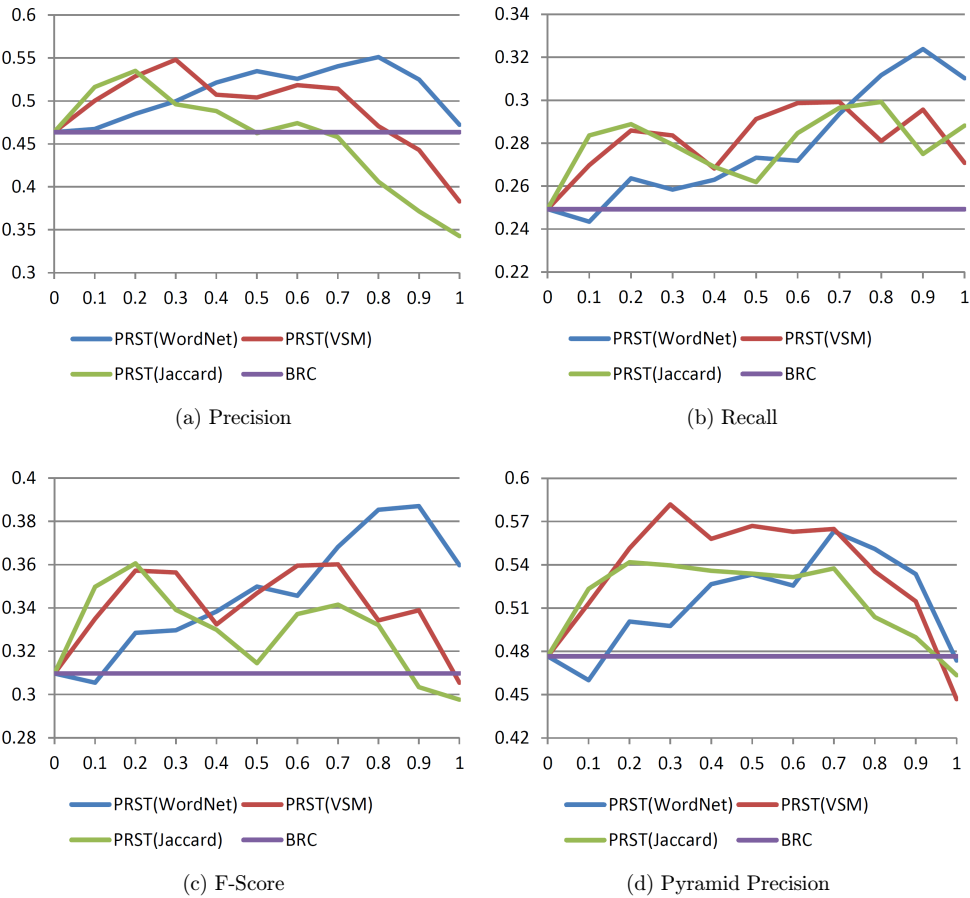 0.6
0.55
0.5
0.45
0.4
0.35
0.3
0 0.1 0.2 0.3 0.4 0.5 0.6 0.7 0.8 0.9 1
PRST(WordNet) PRST(VSM)
PRST(Jaccard) BRC
(a) Precision
0.34
0.32
0.3
0.28
0.26
0.24
0.22
0 0.1 0.2 0.3 0.4 0.5 0.6 0.7 0.8 0.9 1
PRST(WordNet) PRST(VSM)
PRST(Jaccard) BRC
(b) Recall
0.4
0.38
0.36
0.34
0.32
0.3
0.28
0 0.1 0.2 0.3 0.4 0.5 0.6 0.7 0.8 0.9 1
PRST(WordNet) PRST(VSM)
PRST(Jaccard) BRC
(c) F-Score
0.6
0.57
0.54
0.51
0.48
0.45
0.42
0 0.1 0.2 0.3 0.4 0.5 0.6 0.7 0.8 0.9 1
PRST(WordNet) PRST(VSM)
PRST(Jaccard) BRC
(d) Pyramid Precision